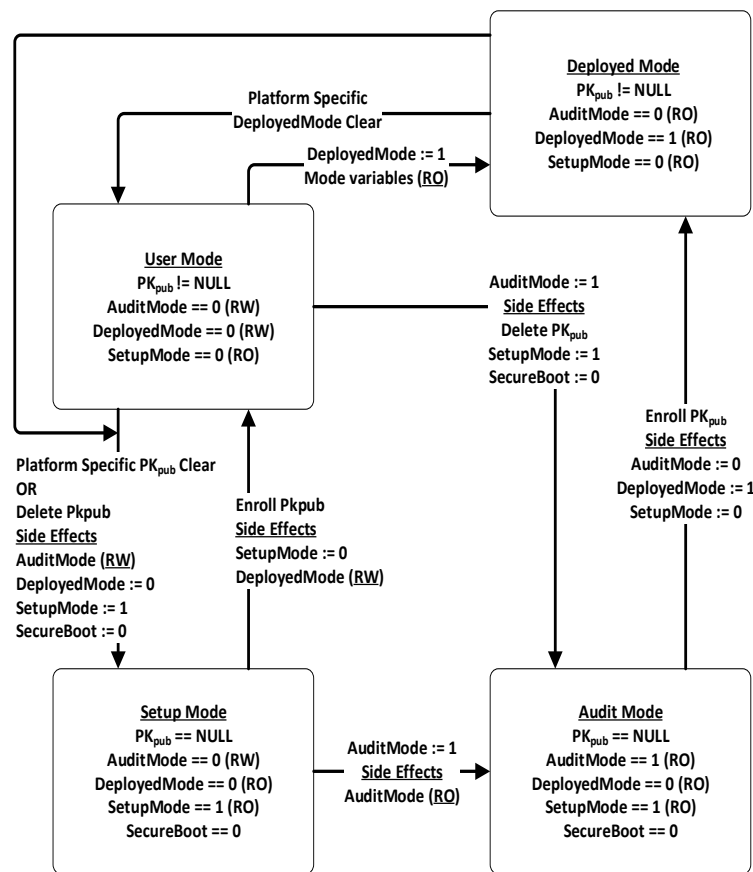 Deployed Mode
PKpub != NULL
AuditMode == 0 (RO)
DeployedMode == 1 (RO)
SetupMode == 0 (RO)
Platform Specific
DeployedMode Clear
DeployedMode := 1
Mode variables (RO)
User Mode
PKpub != NULL
AuditMode == 0 (RW)
DeployedMode == 0 (RW)
SetupMode == 0 (RO)
AuditMode := 1
Side Effects
Delete PKpub
SetupMode := 1
SecureBoot := 0
Enroll PKpub
Side Effects
AuditMode := 0
DeployedMode := 1
SetupMode := 0
Platform Specific PKpub Clear
OR
Delete Pkpub
Side Effects
AuditMode (RW)
DeployedMode := 0
SetupMode := 1
SecureBoot := 0
Enroll Pkpub
Side Effects
SetupMode := 0
DeployedMode (RW)
Setup Mode
PKpub == NULL
AuditMode == 0 (RW)
DeployedMode == 0 (RO)
SetupMode == 1 (RO)
SecureBoot == 0
AuditMode := 1
Side Effects
AuditMode (RO)
Audit Mode
PKpub == NULL
AuditMode == 1 (RO)
DeployedMode == 0 (RO)
SetupMode == 1 (RO)
SecureBoot == 0